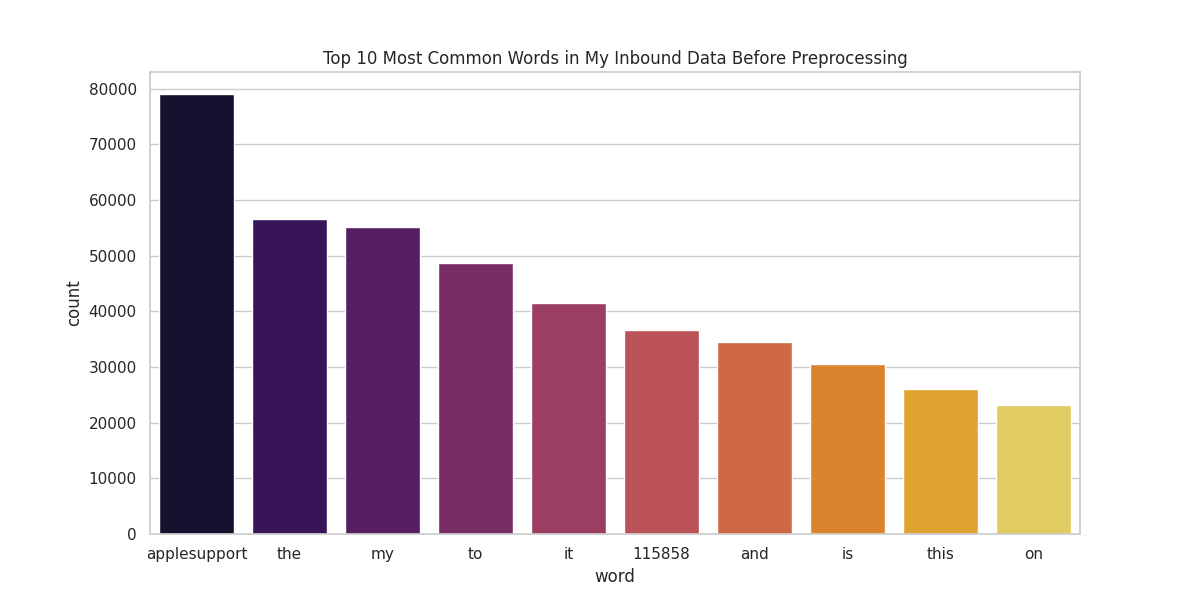 Top 10 Most Common Words in My Inbound Data Before Preprocessing
80000
70000
60000
50000
40000
30000
20000
10000
0
count
applesupport the my to it 115858 and is this on
word